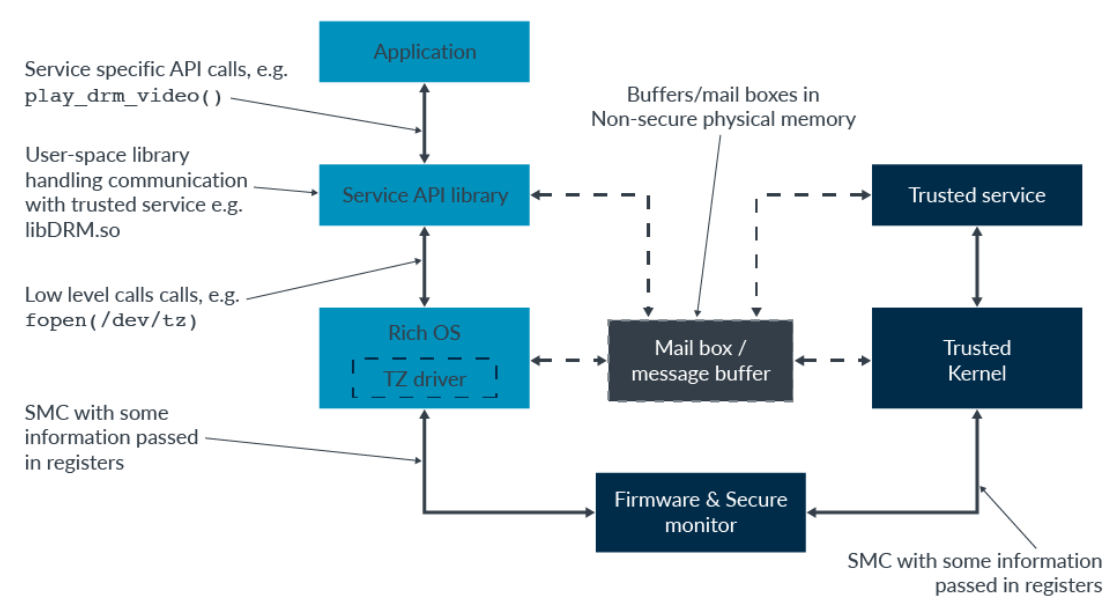 Application
Service specific API calls, e.g.
play_drm_video()
Buffers/mail boxes in
Non-secure physical memory
User-space library
handling communication
with trusted service e.g.
libDRM.so
Service API library
Trusted service
Low level calls calls, e.g.
fopen(/dev/tz)
Rich OS
TZ driver
Mail box /
message buffer
Trusted
Kernel
SMC with some
information passed
in registers
Firmware & Secure
monitor
SMC with some information
passed in registers